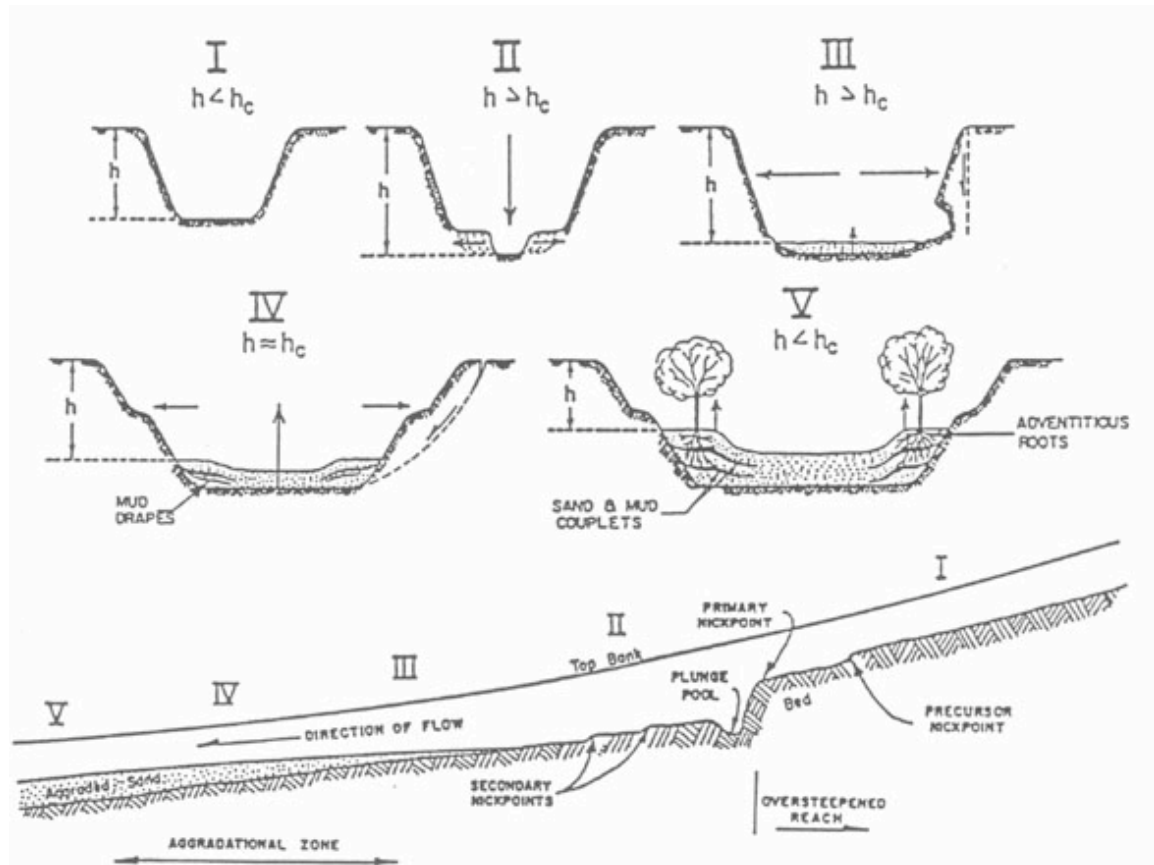 I
II
III
h < hc
h > hc
h > hc
h
h
h
IV
V
h ≈ hc
h < hc
h
h
ADVENTITIOUS
ROOTS
MUD
DRAPES
SAND & MUD
COUPLETS
I
PRIMARY
NICKPOINT
II
Top Bank
III
PLUNGE
POOL
IV
Bed
V
DIRECTION OF FLOW
PRECURSOR
NICKPOINT
Aggraded Sand
SECONDARY
NICKPOINTS
OVERSTEEPENED
REACH
AGGRADATIONAL ZONE